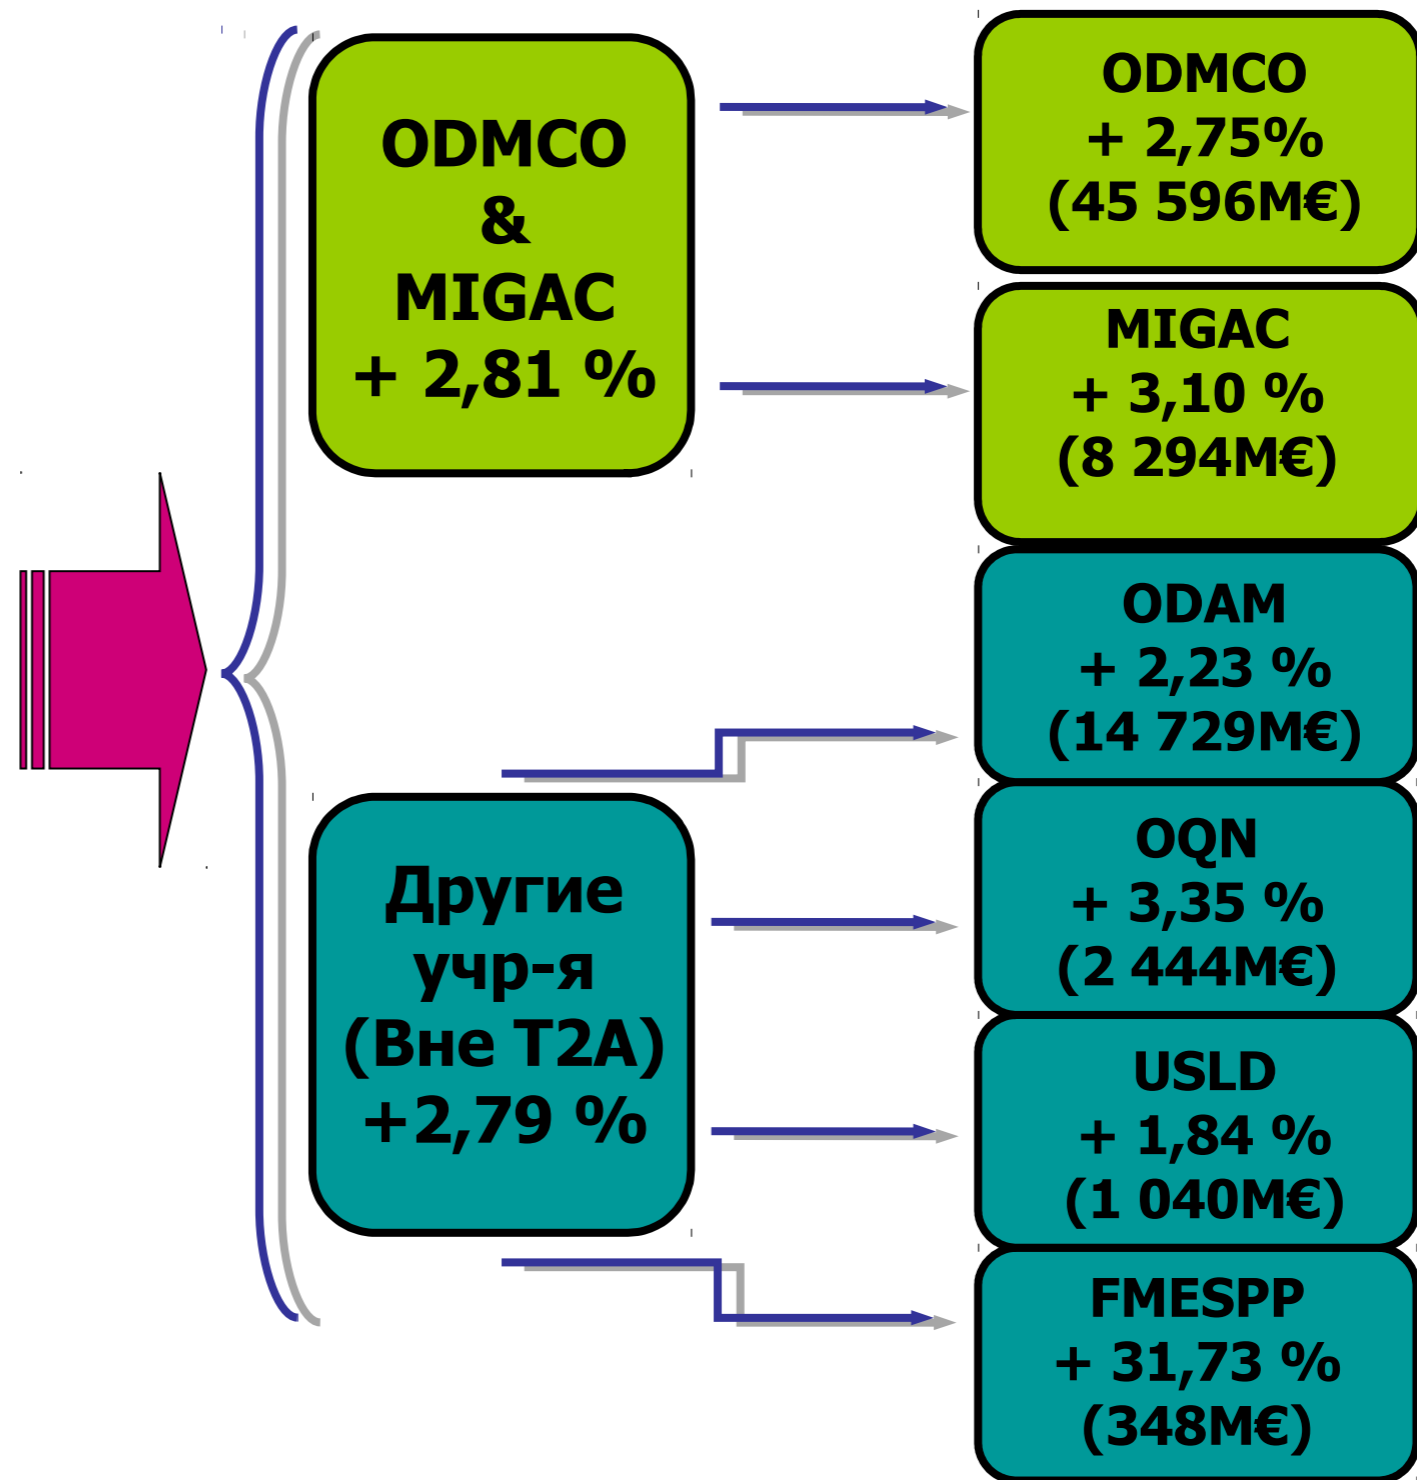 ODMCO
&
MIGAC
+ 2,81 %
ODMCO
+ 2,75%
(45 596M€)
MIGAC
+ 3,10 %
(8 294M€)
Другие
учр-я
(Вне T2A)
+2,79 %
ODAM
+ 2,23 %
(14 729M€)
OQN
+ 3,35 %
(2 444M€)
USLD
+ 1,84 %
(1 040M€)
FMESPP
+ 31,73 %
(348M€)